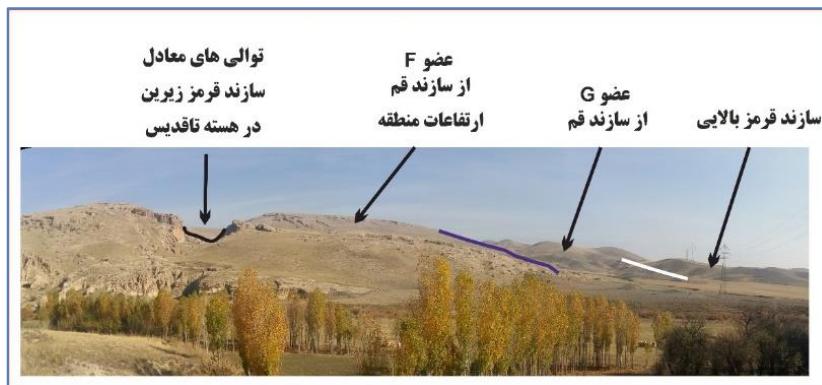 سازند قرمز بالایی
عضو G
از سازند قم
عضو F
از سازند قم
ارتفاعات منطقه
توالی های معادل
سازند قرمز زیرین
در هسته تاقدیس